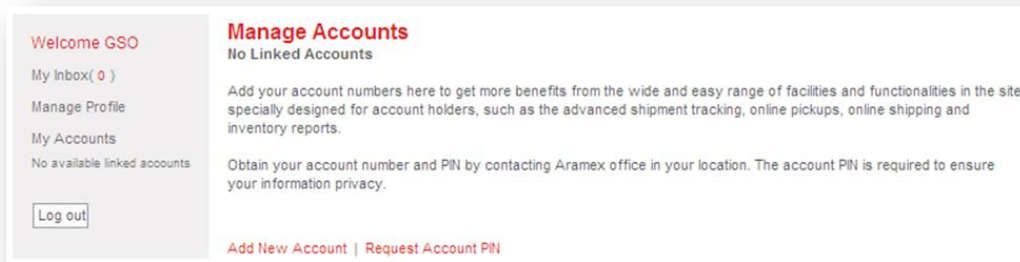 Welcome GSO
My Inbox( 0 )
Manage Profile
My Accounts
No available linked accounts
Log out
Manage Accounts
No Linked Accounts
Add your account numbers here to get more benefits from the wide and easy range of facilities and functionalities in the site
specially designed for account holders, such as the advanced shipment tracking, online pickups, online shipping and
inventory reports.
Obtain your account number and PIN by contacting Aramex office in your location. The account PIN is required to ensure
your information privacy.
Add New Account | Request Account PIN